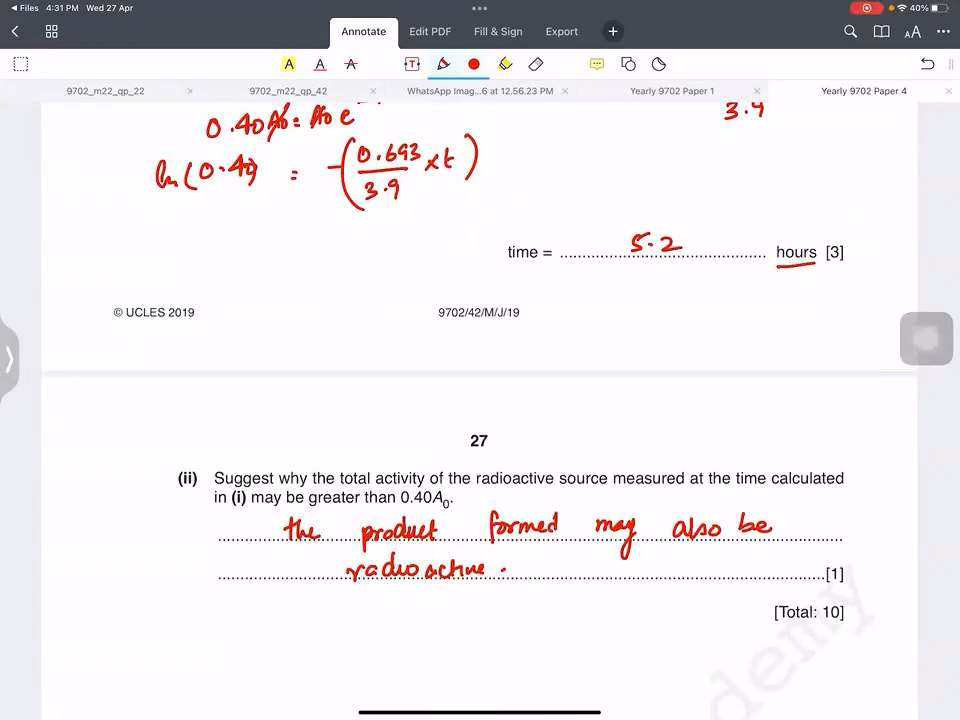 Files 4:31 PM Wed 27 Apr 40%
Annotate Edit PDF Fill & Sign Export
9702_m22_qp_22 9702_m22_qp_42 WhatsApp Imag...6 at 12.56.23 PM Yearly 9702 Paper 1 Yearly 9702 Paper 4
0.40A0 = A0 e
ln(0.40) = -(0.693/3.9 × t)
time = 5.2 hours [3]
© UCLES 2019 9702/42/M/J/19
27
(ii) Suggest why the total activity of the radioactive source measured at the time calculated
in (i) may be greater than 0.40A0.
the product formed may also be
radioactive. [1]
[Total: 10]